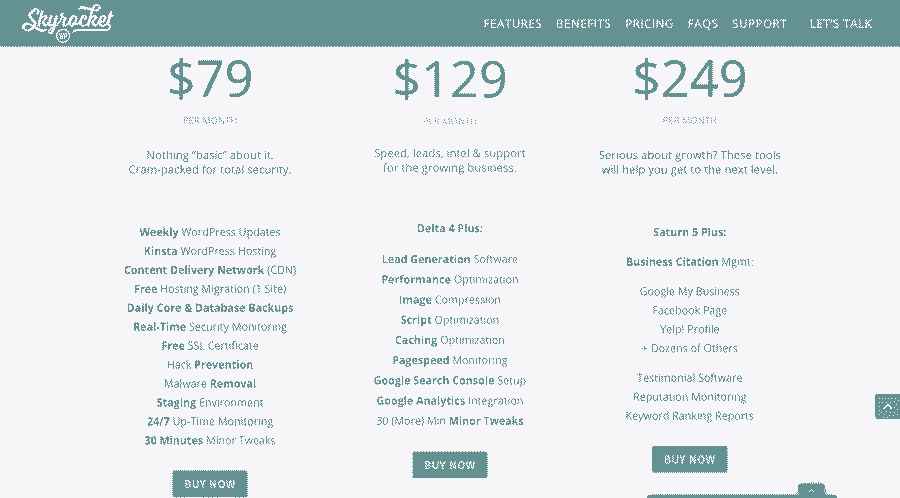 Skyrocket
WP
FEATURES BENEFITS PRICING FAQS SUPPORT LET'S TALK
$79
PER MONTH
Nothing "basic" about it.
Cram-packed for total security.
Weekly WordPress Updates
Kinsta WordPress Hosting
Content Delivery Network (CDN)
Free Hosting Migration (1 Site)
Daily Core & Database Backups
Real-Time Security Monitoring
Free SSL Certificate
Hack Prevention
Malware Removal
Staging Environment
24/7 Up-Time Monitoring
30 Minutes Minor Tweaks
BUY NOW
$129
PER MONTH
Speed, leads, intel & support
for the growing business.
Delta 4 Plus:
Lead Generation Software
Performance Optimization
Image Compression
Script Optimization
Caching Optimization
Pagespeed Monitoring
Google Search Console Setup
Google Analytics Integration
30 (More) Min Minor Tweaks
BUY NOW
$249
PER MONTH
Serious about growth? These tools
will help you get to the next level.
Saturn 5 Plus:
Business Citation Mgmt:
Google My Business
Facebook Page
Yelp! Profile
+ Dozens of Others
Testimonial Software
Reputation Monitoring
Keyword Ranking Reports
BUY NOW